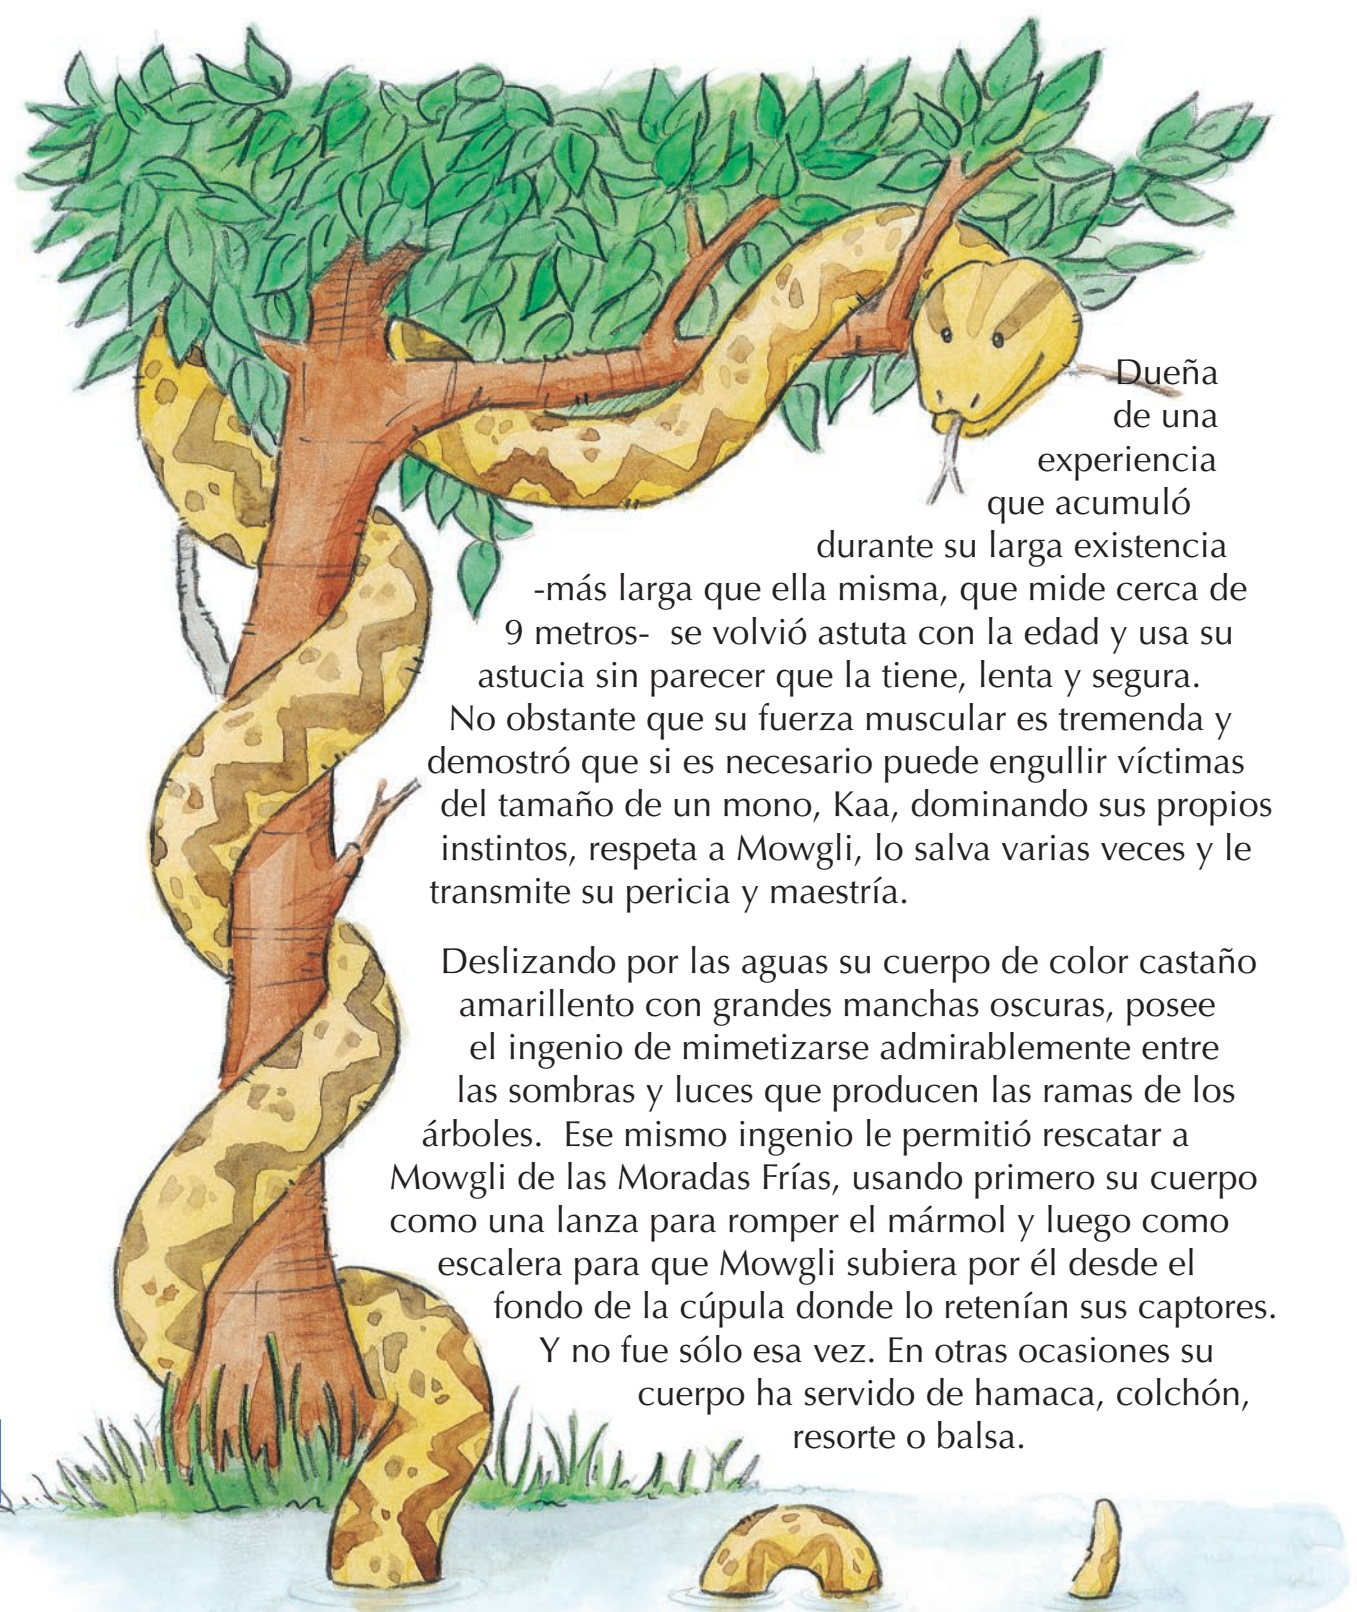 Dueña
de una
experiencia
que acumuló
durante su larga existencia
-más larga que ella misma, que mide cerca de
9 metros-  se volvió astuta con la edad y usa su
astucia sin parecer que la tiene, lenta y segura.
No obstante que su fuerza muscular es tremenda y
demostró que si es necesario puede engullir víctimas
del tamaño de un mono, Kaa, dominando sus propios
instintos, respeta a Mowgli, lo salva varias veces y le
transmite su pericia y maestría.
Deslizando por las aguas su cuerpo de color castaño
amarillento con grandes manchas oscuras, posee
el ingenio de mimetizarse admirablemente entre
las sombras y luces que producen las ramas de los
árboles.  Ese mismo ingenio le permitió rescatar a
Mowgli de las Moradas Frías, usando primero su cuerpo
como una lanza para romper el mármol y luego como
escalera para que Mowgli subiera por él desde el
fondo de la cúpula donde lo retenían sus captores.
Y no fue sólo esa vez. En otras ocasiones su
cuerpo ha servido de hamaca, colchón,
resorte o balsa.